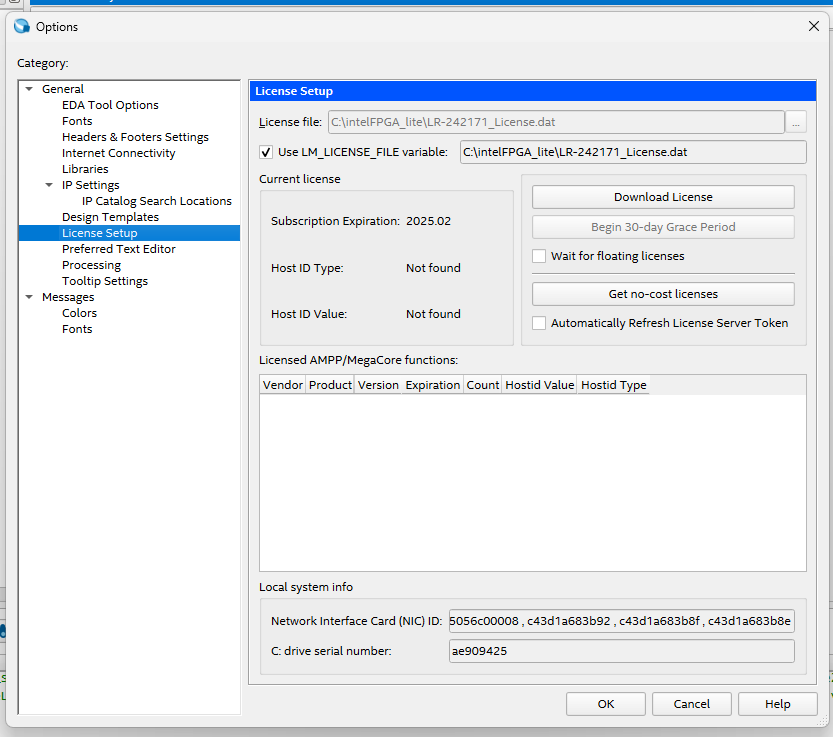 Options
Category:
General
EDA Tool Options
Fonts
Headers & Footers Settings
Internet Connectivity
Libraries
IP Settings
IP Catalog Search Locations
Design Templates
License Setup
Preferred Text Editor
Processing
Tooltip Settings
Messages
Colors
Fonts
License Setup
License file: C:\intelFPGA_lite\LR-242171_License.dat ...
Use LM_LICENSE_FILE variable: C:\intelFPGA_lite\LR-242171_License.dat
Current license
Subscription Expiration: 2025.02
Host ID Type: Not found
Host ID Value: Not found
Download License
Begin 30-day Grace Period
Wait for floating licenses
Get no-cost licenses
Automatically Refresh License Server Token
Licensed AMPP/MegaCore functions:
Vendor Product Version Expiration Count Hostid Value Hostid Type
Local system info
Network Interface Card (NIC) ID: 5056c00008 , c43d1a683b92 , c43d1a683b8f , c43d1a683b8e
C: drive serial number: ae909425
OK Cancel Help